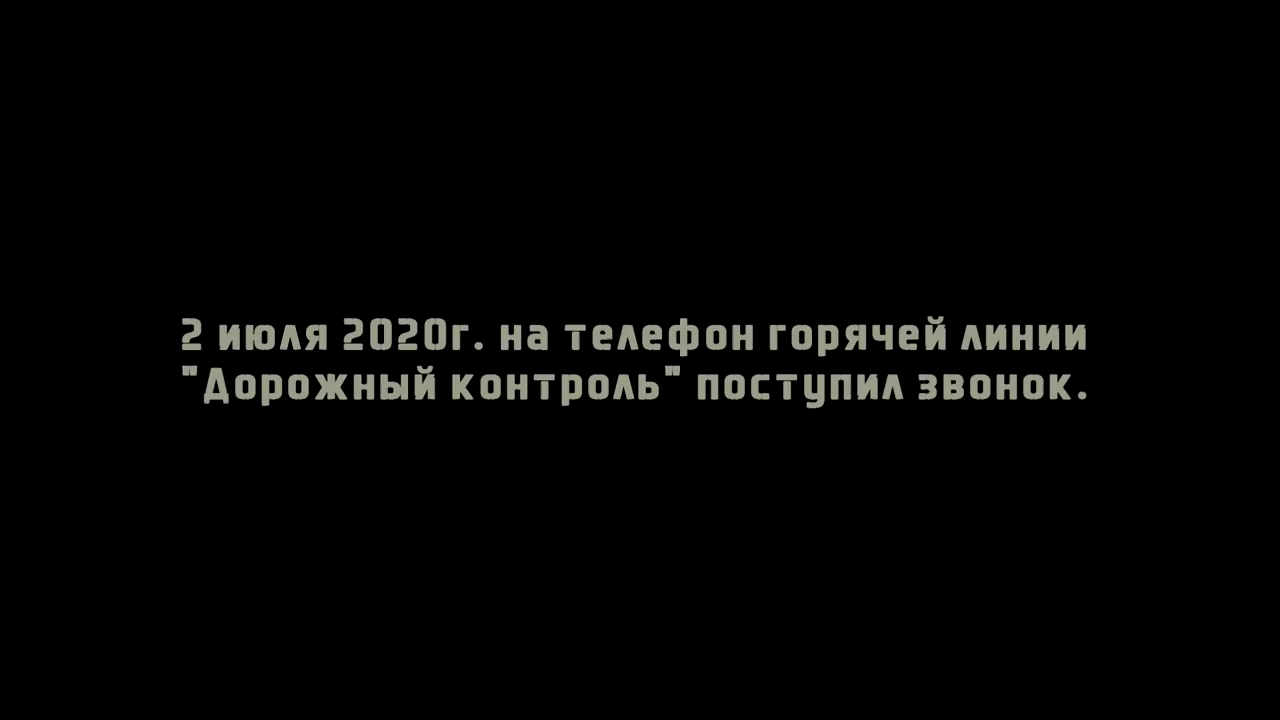 2 июля 2020г. на телефон горячей линии
"Дорожный контроль" поступил звонок.